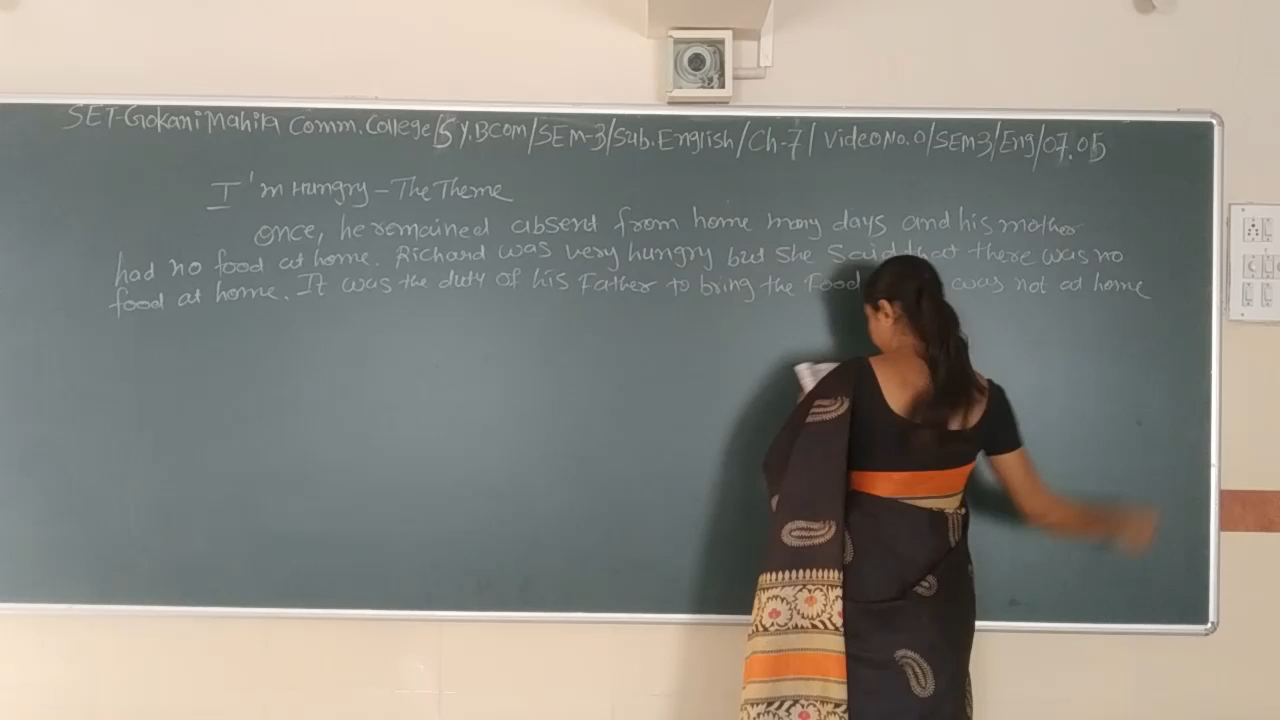 SET-Gokani Mahila Comm. College/SY.BCOM/SEM-3/Sub.English/Ch-7/VideoNo.0/SEM3/Eng/07.05
I'm Hungry - The Theme
Once, he remained absent from home many days and his mother
had no food at home. Richard was very hungry but she said that there was no
food at home. It was the duty of his Father to bring the Food was not at home